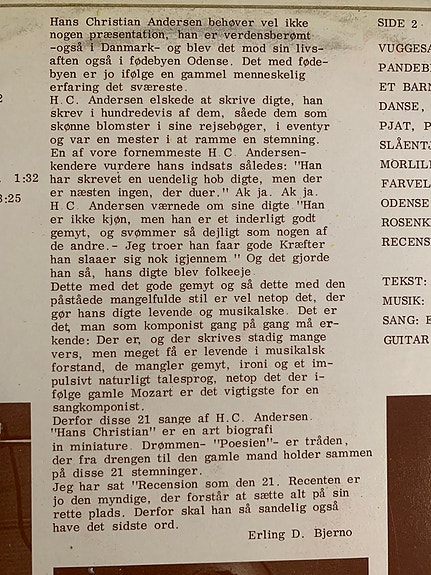 Hans Christian Andersen behøver vel ikke
nogen præsentation, han er verdensberømt
-også i Danmark- og blev det mod sin livs-
aften også i fødebyen Odense. Det med føde-
byen er jo ifølge en gammel menneskelig
erfaring det sværeste.
H.C. Andersen elskede at skrive digte, han
skrev i hundredevis af dem, såede dem som
skønne blomster i sine rejsebøger, i eventyr
og var en mester i at ramme en stemning.
En af vore fornemmeste H C Andersen-
kendere vurdere hans indsats således: "Han
har skrevet en uendelig hob digte, men der
er næsten ingen, der duer." Ak ja. Ak ja.
H C Andersen værnede om sine digte "Han
er ikke kjøn, men han er et inderligt godt
gemyt, og svømmer så dejligt som nogen af
de andre.- Jeg troer han faar gode Kræfter
han slaaer sig nok igjennem " Og det gjorde
han så, hans digte blev folkeeje
Dette med det gode gemyt og så dette med den
påståede mangelfulde stil er vel netop det, der
gør hans digte levende og musikalske. Det er
det, man som komponist gang på gang må er-
kende: Der er, og der skrives stadig mange
vers, men meget få er levende i musikalsk
forstand, de mangler gemyt, ironi og et im-
pulsivt naturligt talesprog, netop det der i-
følge gamle Mozart er det vigtigste for en
sangkomponist.
Derfor disse 21 sange af H.C. Andersen.
"Hans Christian" er en art biografi
in miniature. Drømmen- "Poesien"- er tråden,
der fra drengen til den gamle mand holder sammen
på disse 21 stemninger.
Jeg har sat "Recension som den 21. Recenten er
jo den myndige, der forstår at sætte alt på sin
rette plads. Derfor skal han så sandelig også
have det sidste ord.
Erling D. Bjerno
1:32
3:25
SIDE 2
VUGGESA
PANDEBE
ET BARN
DANSE,
PJAT, P
SLÅENTJ
MORLIL
FARVEL
ODENSE
ROSENK
RECENS
TEKST:
MUSIK:
SANG: E
GUITAR